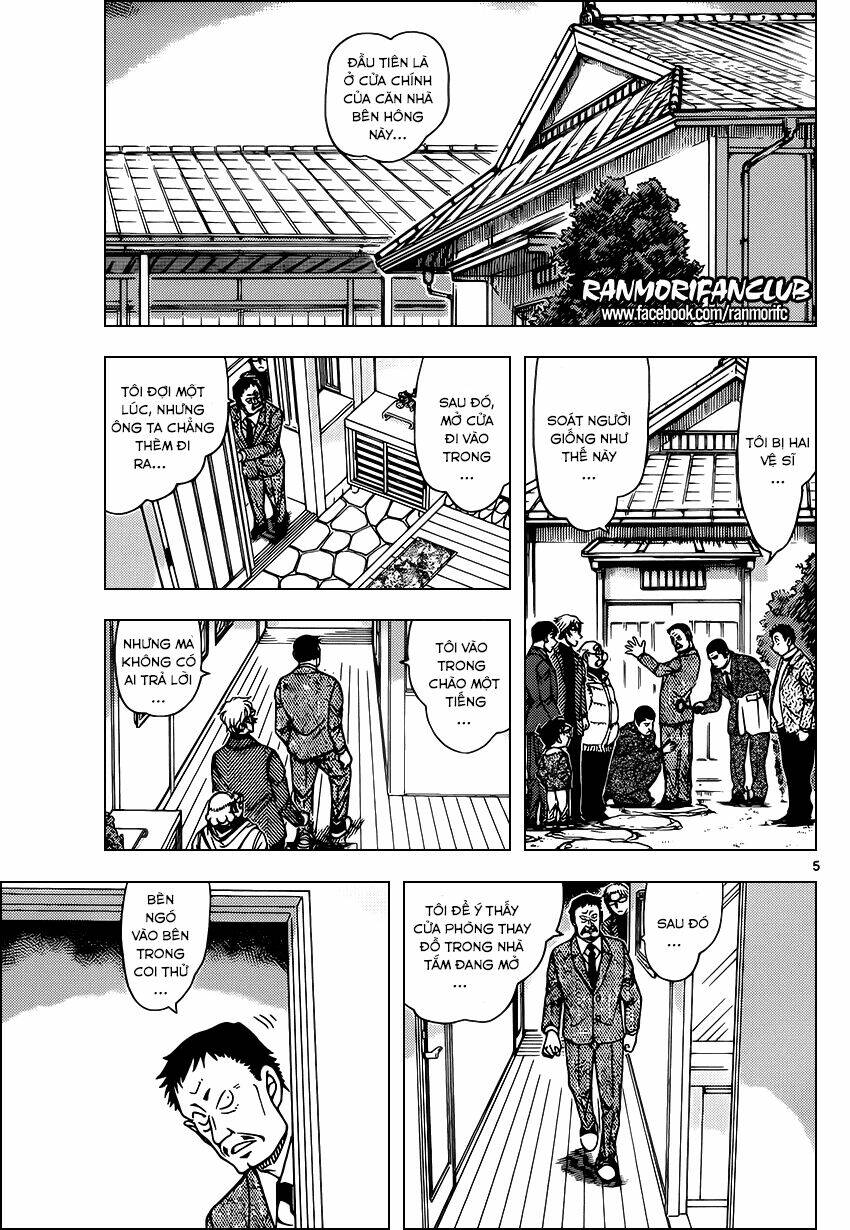 ĐẦU TIÊN LÀ
Ở CỬA CHÍNH
CỦA CĂN NHÀ
BÊN HÔNG
NÀY...
RANMORIFANCLUB
www.facebook.com/ranmorifc
TÔI BỊ HAI
VỆ SĨ
SOÁT NGƯỜI
GIỐNG NHƯ
THẾ NÀY
...
SAU ĐÓ,
MỞ CỬA
ĐI VÀO
TRONG
...
TÔI ĐỢI MỘT
LÚC, NHƯNG
ÔNG TA CHẲNG
THÈM ĐI
RA...
TÔI VÀO
TRONG
CHÀO MỘT
TIẾNG
...
NHƯNG MÀ
KHÔNG CÓ
AI TRẢ LỜI
...
5
SAU ĐÓ
...
TÔI ĐỂ Ý THẤY
CỬA PHÒNG THAY
ĐỒ TRONG NHÀ
TẮM ĐANG MỞ
...
BÈN
NGÓ
VÀO BÊN
TRONG
COI THỬ
...